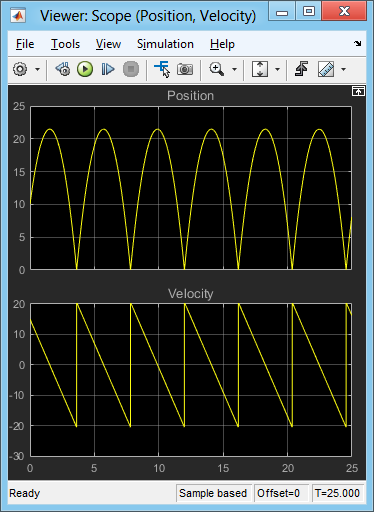 Viewer: Scope (Position, Velocity)
File Tools View Simulation Help
Position
25
20
15
10
5
0
Velocity
20
10
0
-10
-20
-30
0 5 10 15 20 25
Ready Sample based Offset=0 T=25.000